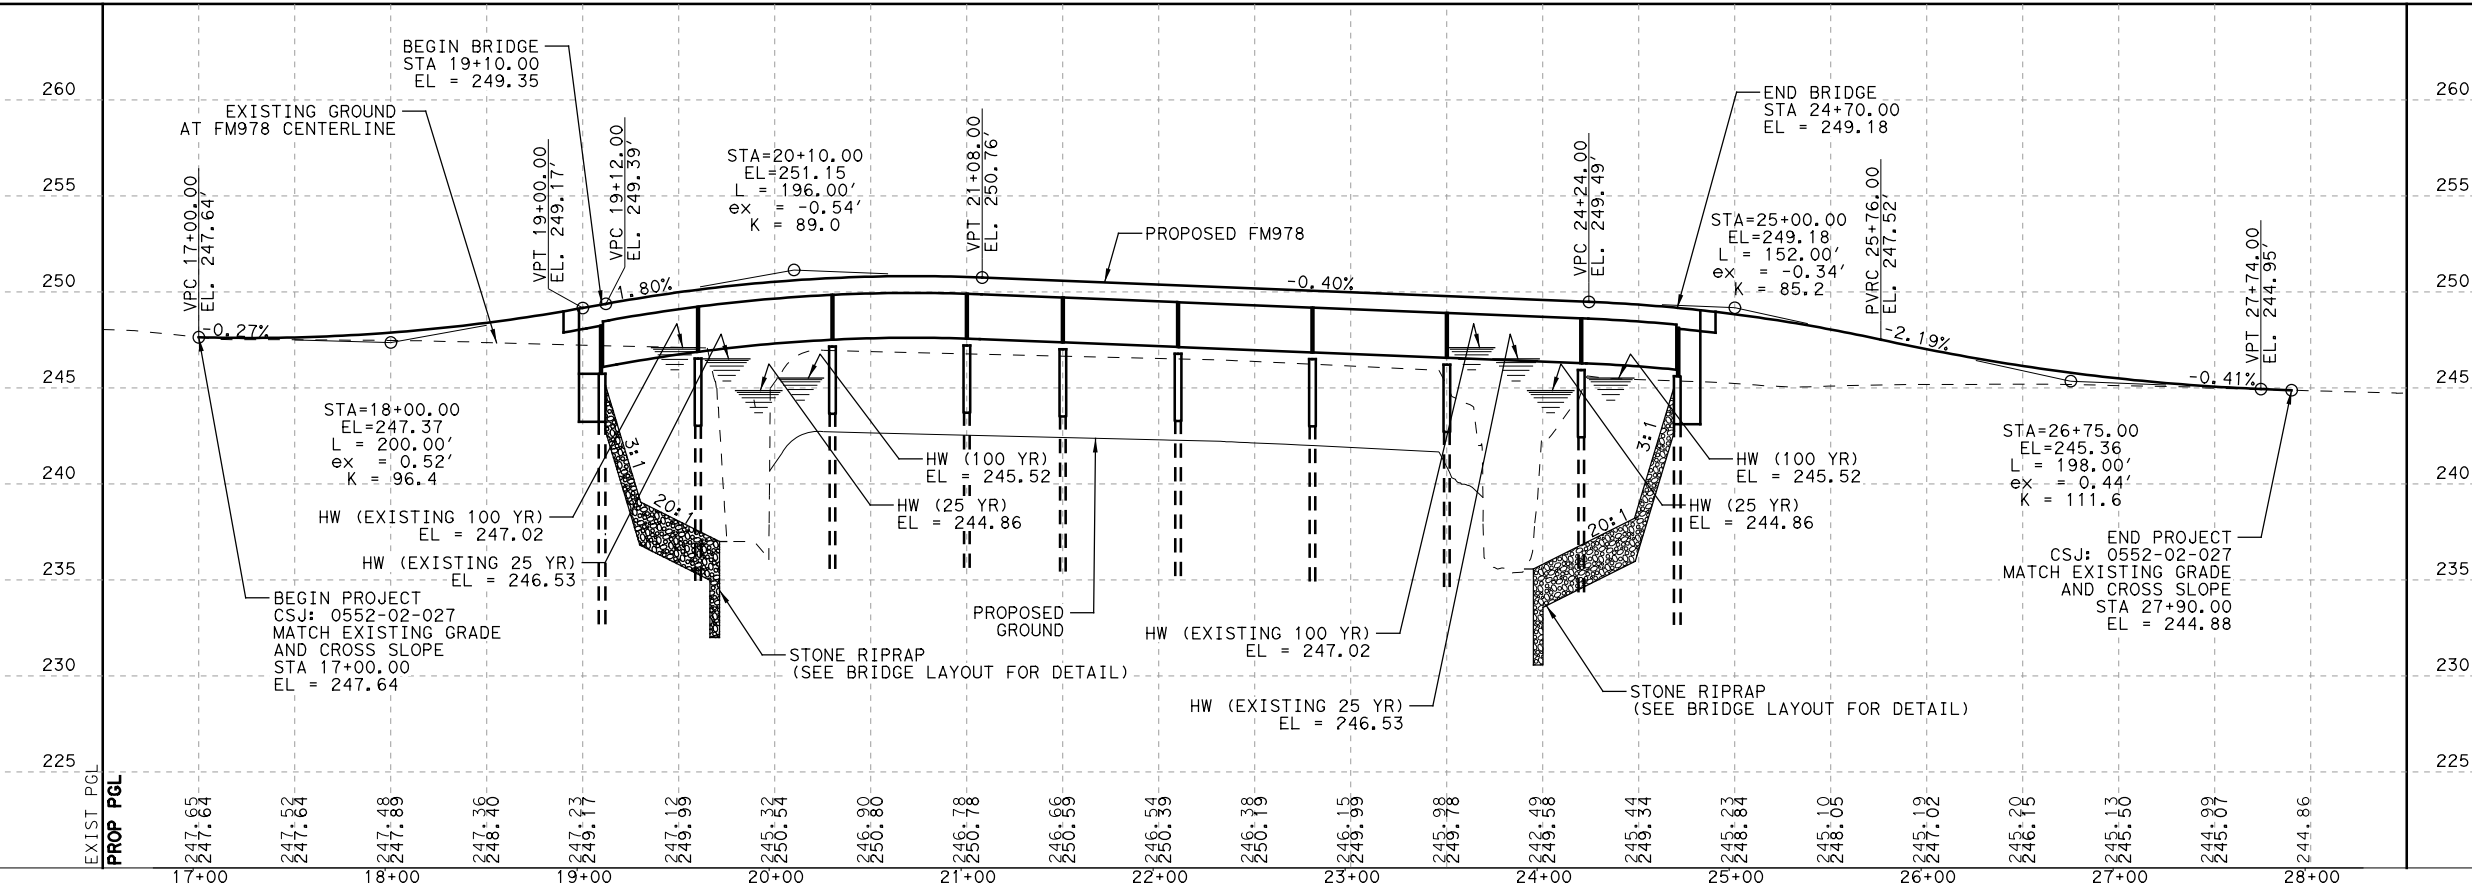 260
255
250
245
240
235
230
225
260
255
250
245
240
235
230
225
BEGIN BRIDGE
STA 19+10.00
EL = 249.35
EXISTING GROUND
AT FM978 CENTERLINE
VPC 17+00.00
EL. 247.64'
-0.27%
VPT 19+00.00
EL. 249.17'
VPC 19+12.00
EL. 249.39'
1.80%
STA=20+10.00
EL=251.15
L = 196.00'
ex = -0.54'
K = 89.0
VPT 21+08.00
EL. 250.76'
PROPOSED FM978
-0.40%
VPC 24+24.00
EL. 249.49'
END BRIDGE
STA 24+70.00
EL = 249.18
STA=25+00.00
EL=249.18
L = 152.00'
ex = -0.34'
K = 85.2
PVRC 25+76.00
EL. 247.52'
-2.19%
VPT 27+74.00
EL. 244.95'
-0.41%
STA=18+00.00
EL=247.37
L = 200.00'
ex = 0.52'
K = 96.4
HW (EXISTING 100 YR)
EL = 247.02
HW (EXISTING 25 YR)
EL = 246.53
BEGIN PROJECT
CSJ: 0552-02-027
MATCH EXISTING GRADE
AND CROSS SLOPE
STA 17+00.00
EL = 247.64
3:1
20:1
HW (100 YR)
EL = 245.52
HW (25 YR)
EL = 244.86
STONE RIPRAP
(SEE BRIDGE LAYOUT FOR DETAIL)
PROPOSED
GROUND
HW (EXISTING 100 YR)
EL = 247.02
HW (EXISTING 25 YR)
EL = 246.53
20:1
3:1
HW (100 YR)
EL = 245.52
HW (25 YR)
EL = 244.86
STONE RIPRAP
(SEE BRIDGE LAYOUT FOR DETAIL)
STA=26+75.00
EL=245.36
L = 198.00'
ex = 0.44'
K = 111.6
END PROJECT
CSJ: 0552-02-027
MATCH EXISTING GRADE
AND CROSS SLOPE
STA 27+90.00
EL = 244.88
EXIST PGL
PROP PGL
247.65
247.64
247.52
247.64
247.48
247.89
247.36
248.40
247.23
249.17
247.12
249.99
245.32
250.54
246.90
250.80
246.78
250.78
246.66
250.59
246.54
250.39
246.38
250.19
246.15
249.99
245.98
249.78
242.49
249.58
245.44
249.34
245.23
248.84
245.10
248.05
245.19
247.02
245.20
246.15
245.13
245.50
244.99
245.07
244.86
17+00
18+00
19+00
20+00
21+00
22+00
23+00
24+00
25+00
26+00
27+00
28+00